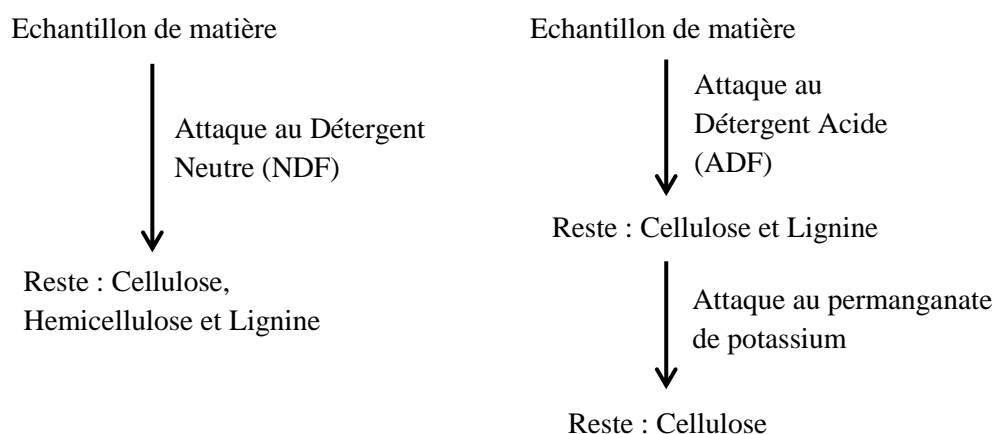 Echantillon de matière
Attaque au Détergent
Neutre (NDF)
Reste : Cellulose,
Hemicellulose et Lignine
Echantillon de matière
Attaque au
Détergent Acide
(ADF)
Reste : Cellulose et Lignine
Attaque au permanganate
de potassium
Reste : Cellulose